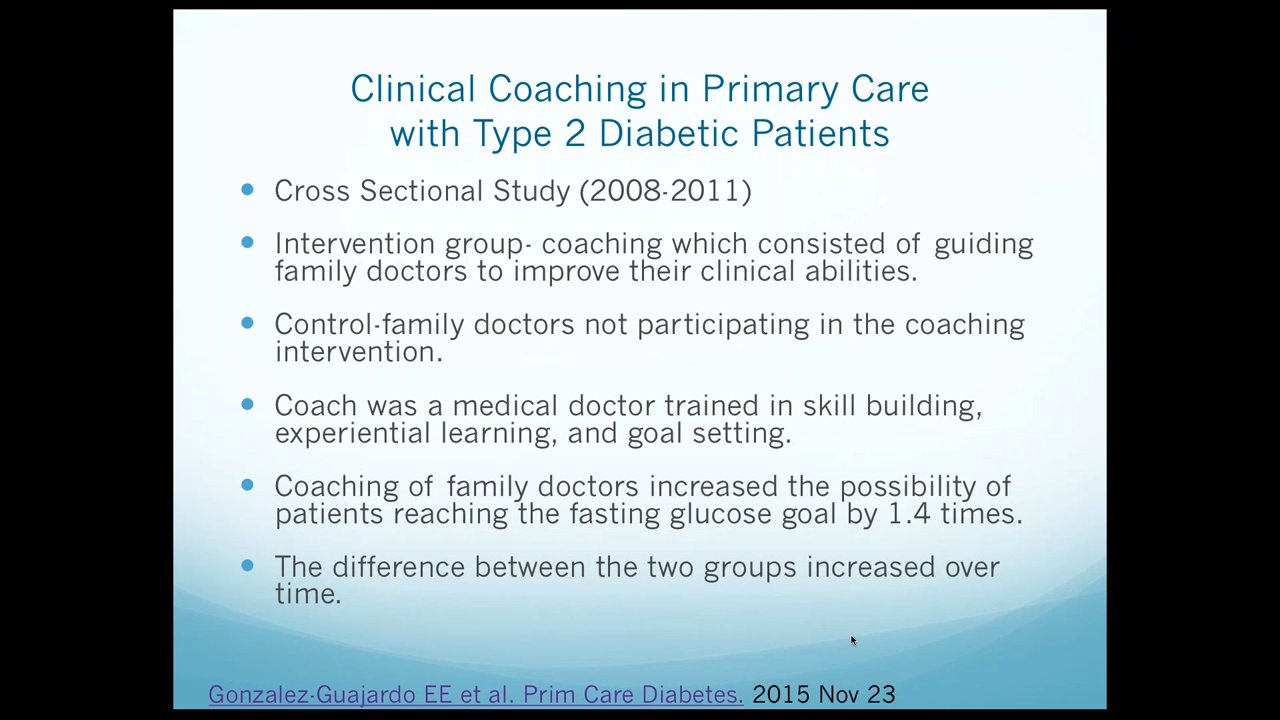 Clinical Coaching in Primary Care
with Type 2 Diabetic Patients
• Cross Sectional Study (2008-2011)
• Intervention group- coaching which consisted of guiding
family doctors to improve their clinical abilities.
• Control-family doctors not participating in the coaching
intervention.
• Coach was a medical doctor trained in skill building,
experiential learning, and goal setting.
• Coaching of family doctors increased the possibility of
patients reaching the fasting glucose goal by 1.4 times.
• The difference between the two groups increased over
time.
Gonzalez-Guajardo EE et al. Prim Care Diabetes. 2015 Nov 23